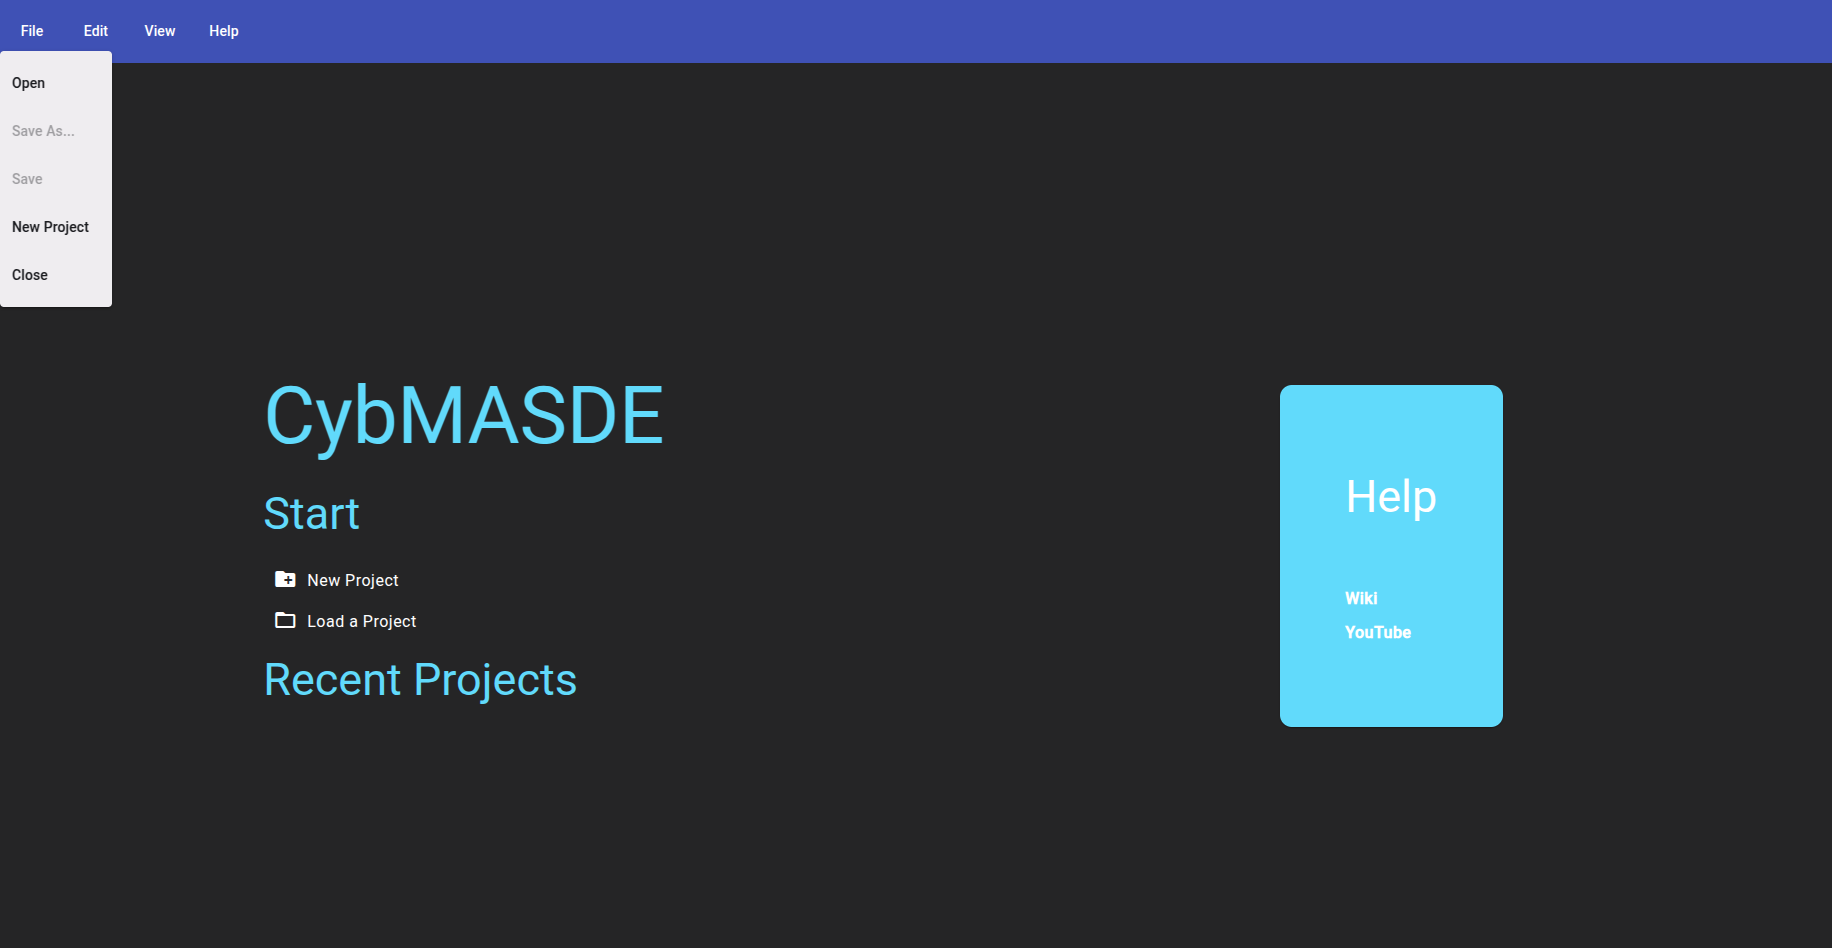 File Edit View Help
Open
Save As...
Save
New Project
Close
CybMASDE
Start
New Project
Load a Project
Recent Projects
Help
Wiki
YouTube